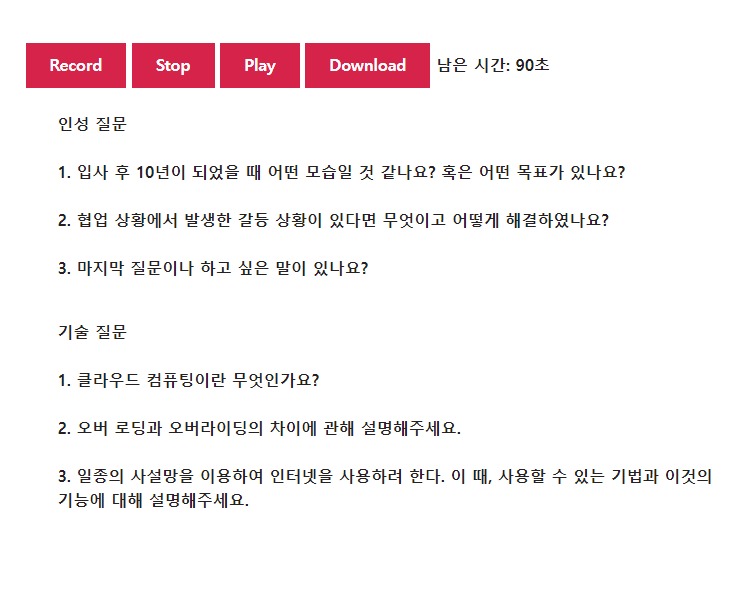 Record Stop Play Download 남은 시간: 90초
인성 질문
1. 입사 후 10년이 되었을 때 어떤 모습일 것 같나요? 혹은 어떤 목표가 있나요?
2. 협업 상황에서 발생한 갈등 상황이 있다면 무엇이고 어떻게 해결하였나요?
3. 마지막 질문이나 하고 싶은 말이 있나요?
기술 질문
1. 클라우드 컴퓨팅이란 무엇인가요?
2. 오버 로딩과 오버라이딩의 차이에 관해 설명해주세요.
3. 일종의 사설망을 이용하여 인터넷을 사용하려 한다. 이 때, 사용할 수 있는 기법과 이것의
기능에 대해 설명해주세요.